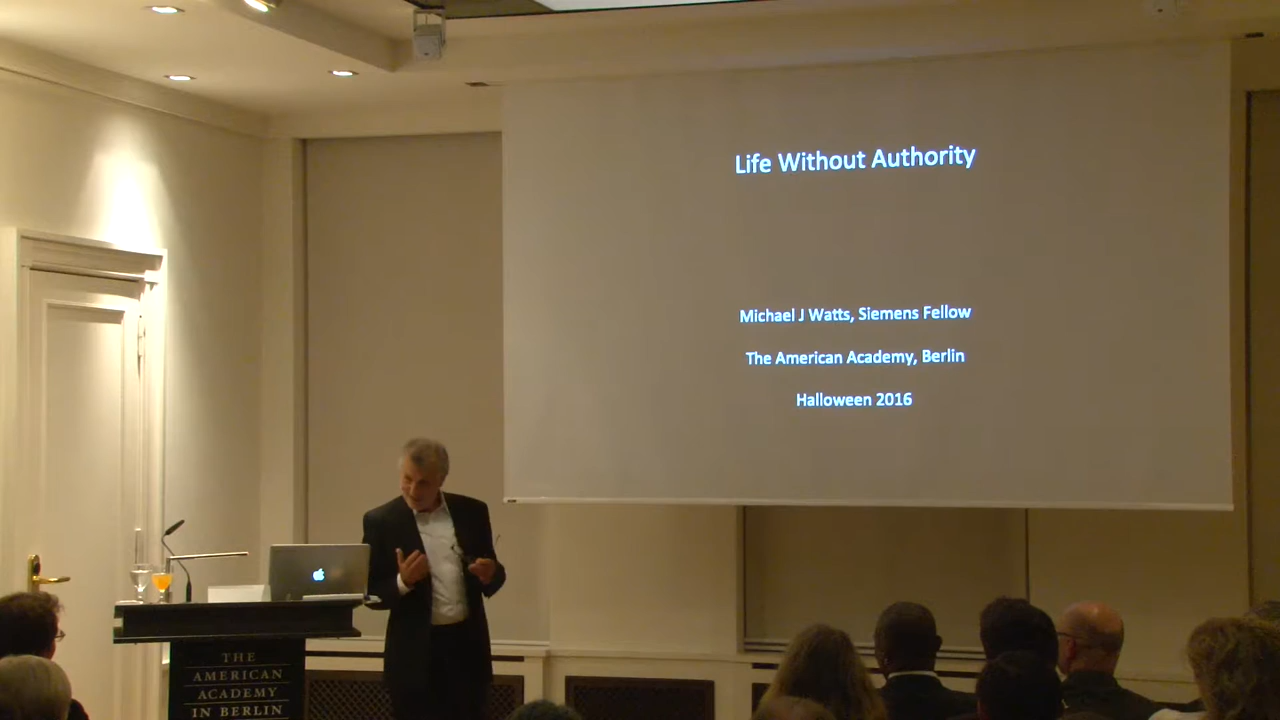 Life Without Authority
Michael J Watts, Siemens Fellow
The American Academy, Berlin
Halloween 2016
THE
AMERICAN
ACADEMY
IN BERLIN